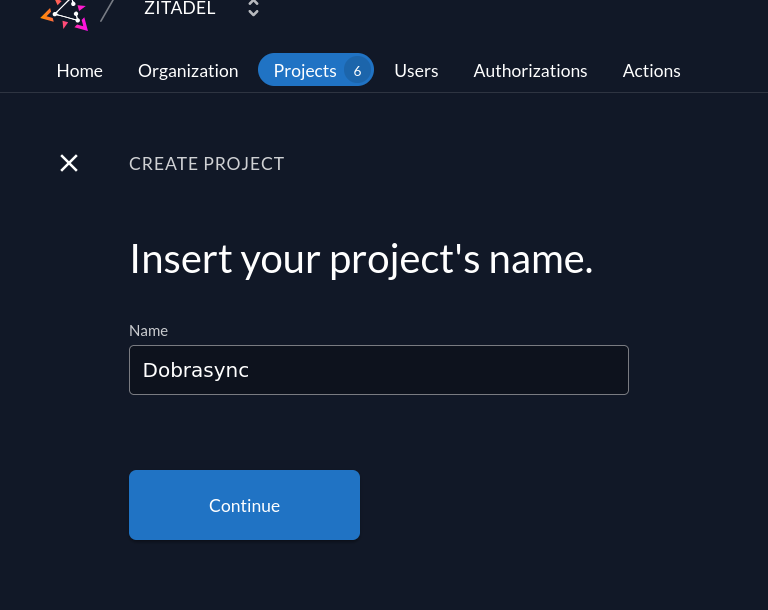 ZITADEL
Home Organization Projects 6 Users Authorizations Actions
CREATE PROJECT
Insert your project's name.
Name
Dobrasync
Continue